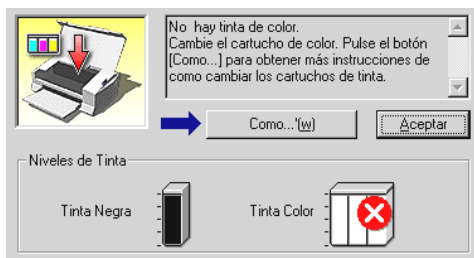 No hay tinta de color.
Cambie el cartucho de color. Pulse el botón
[Como...] para obtener más instrucciones de
como cambiar los cartuchos de tinta.
Como...'(w)
Aceptar
Niveles de Tinta
Tinta Negra
Tinta Color